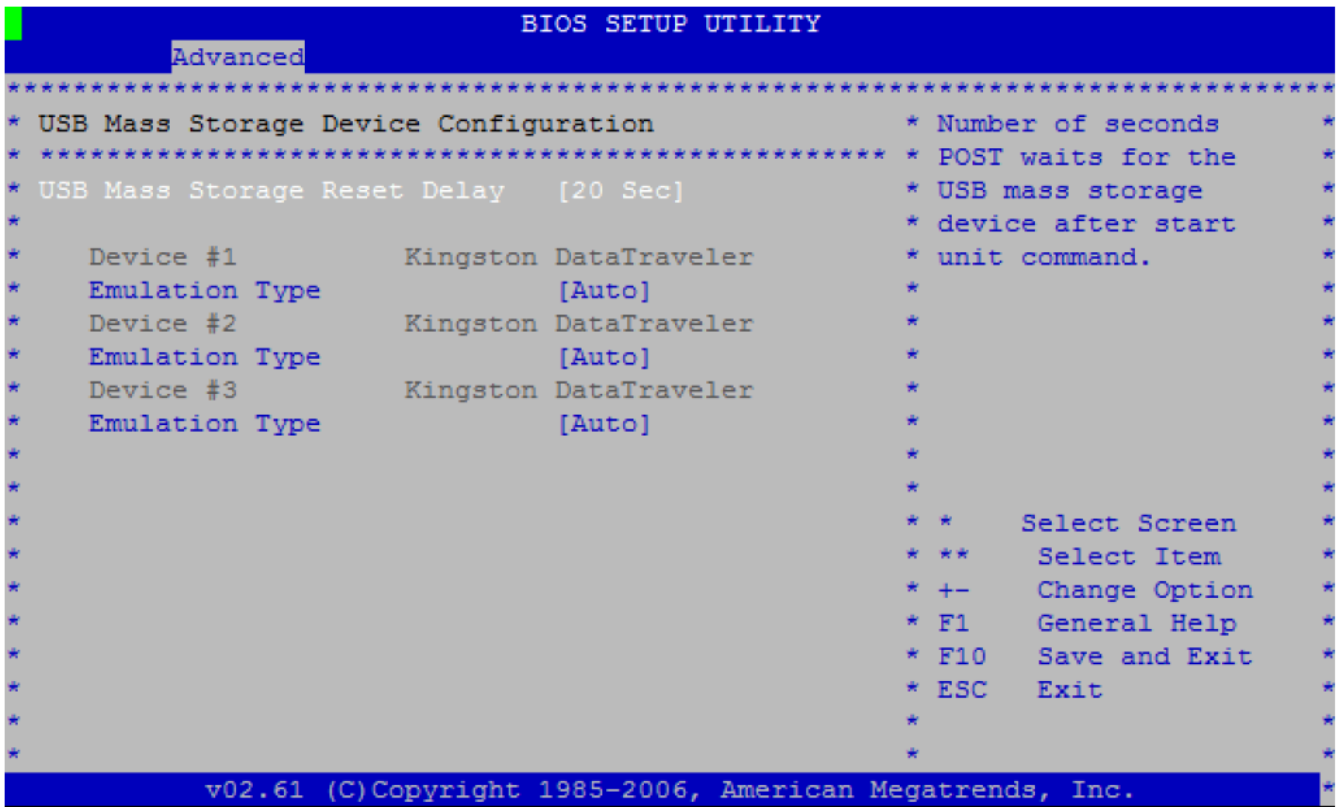 BIOS SETUP UTILITY
Advanced
********************************************************************************
* USB Mass Storage Device Configuration * Number of seconds *
* *************************************************** * POST waits for the *
* USB Mass Storage Reset Delay [20 Sec] * USB mass storage *
* * device after start *
* Device #1 Kingston DataTraveler * unit command. *
* Emulation Type [Auto] * *
* Device #2 Kingston DataTraveler * *
* Emulation Type [Auto] * *
* Device #3 Kingston DataTraveler * *
* Emulation Type [Auto] * *
* * *
* * *
* * * Select Screen *
* * ** Select Item *
* * +- Change Option *
* * F1 General Help *
* * F10 Save and Exit *
* * ESC Exit *
* * *
* * *
v02.61 (C)Copyright 1985-2006, American Megatrends, Inc. *